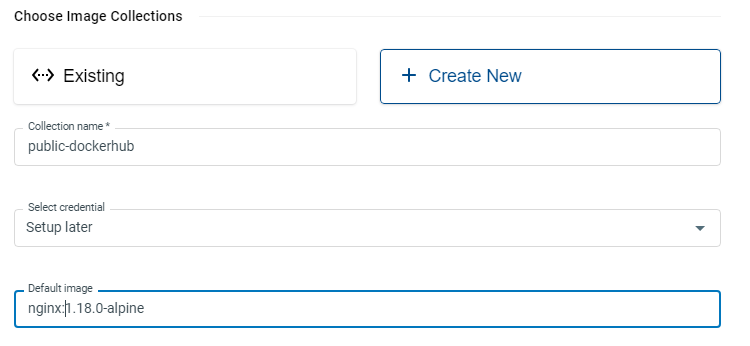 Choose Image Collections
Existing
Create New
Collection name *
public-dockerhub
Select credential
Setup later
Default image
nginx:1.18.0-alpine